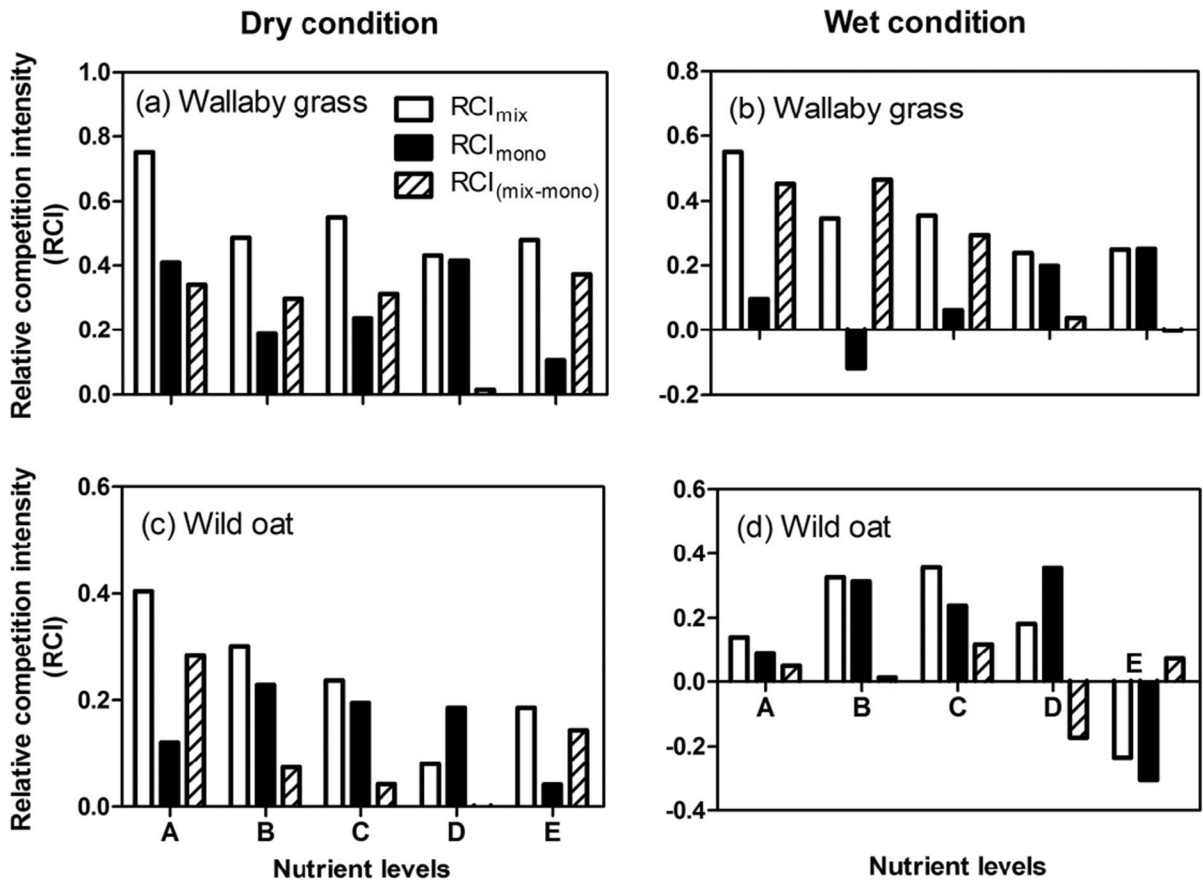 Dry condition
Wet condition
Relative competition intensity
(RCI)
1.0
0.8
0.6
0.4
0.2
0.0
(a) Wallaby grass
RCImix
RCImono
RCI(mix-mono)
0.8
0.6
0.4
0.2
0.0
-0.2
(b) Wallaby grass
Relative competition intensity
(RCI)
0.6
0.4
0.2
0.0
(c) Wild oat
A B C D E
Nutrient levels
0.6
0.4
0.2
0.0
-0.2
-0.4
(d) Wild oat
A B C D E
Nutrient levels